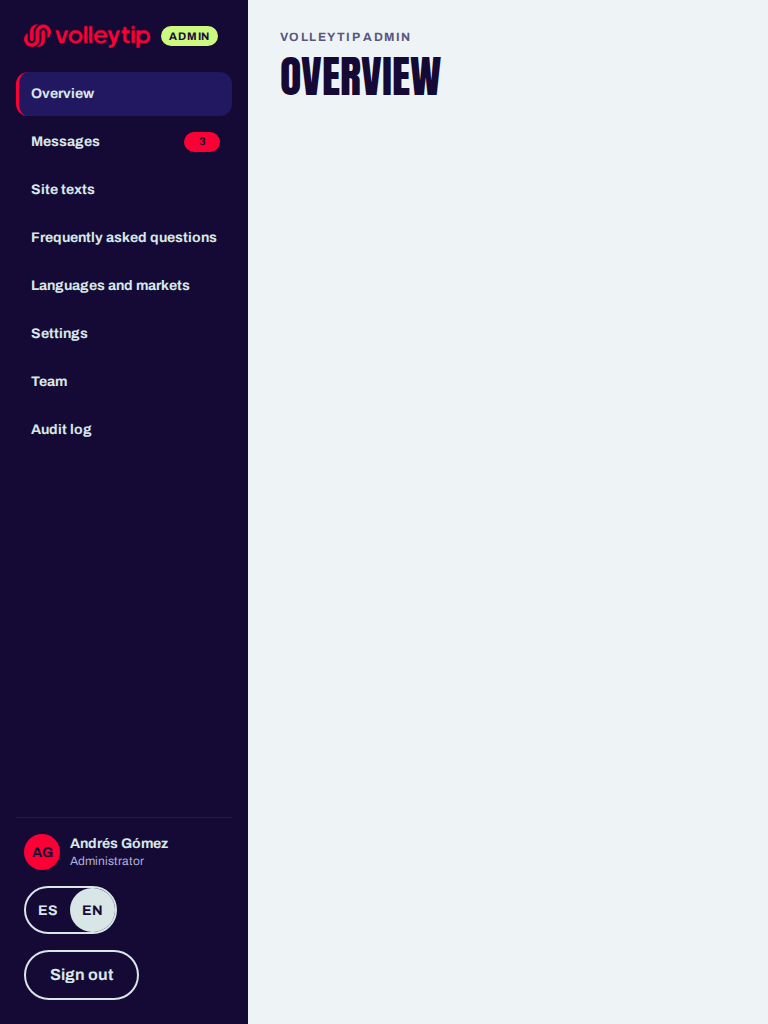 volleytip ADMIN
Overview
Messages 3
Site texts
Frequently asked questions
Languages and markets
Settings
Team
Audit log
AG Andrés Gómez
Administrator
ES EN
Sign out
VOLLEYTIP ADMIN
OVERVIEW